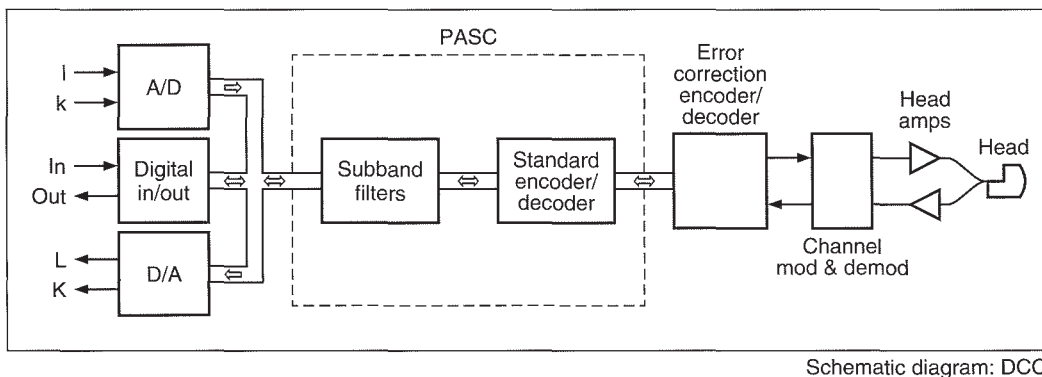 PASC
Error
correction
encoder/
decoder
Head
amps
Head
I
k
A/D
In
Out
Digital
in/out
L
K
D/A
Subband
filters
Standard
encoder/
decoder
Channel
mod & demod
Schematic diagram: DCC